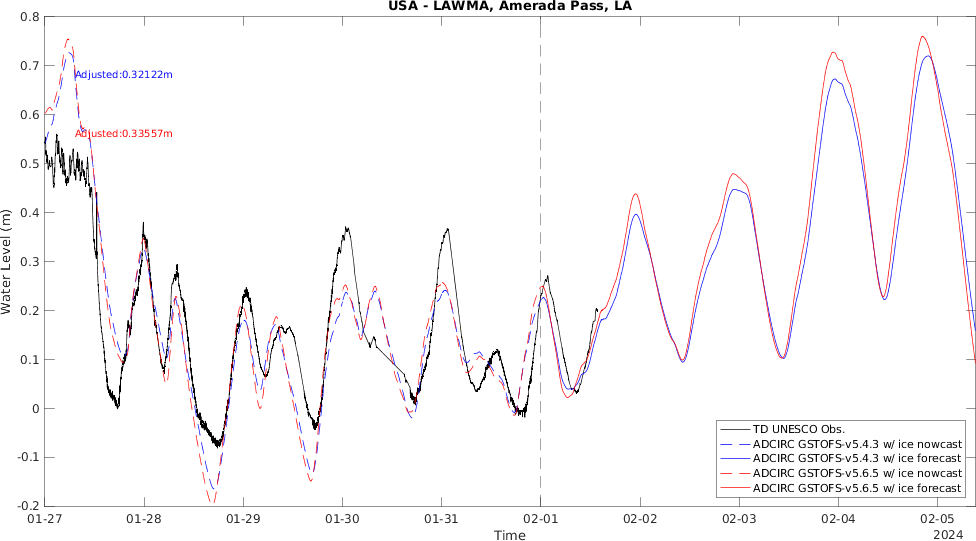 USA - LAWMA, Amerada Pass, LA
0.8
0.7
0.6
0.5
0.4
0.3
0.2
0.1
0
-0.1
-0.2
Water Level (m)
Adjusted:0.32122m
Adjusted:0.33557m
TD UNESCO Obs.
ADCIRC GSTOFS-v5.4.3 w/ ice nowcast
ADCIRC GSTOFS-v5.4.3 w/ ice forecast
ADCIRC GSTOFS-v5.6.5 w/ ice nowcast
ADCIRC GSTOFS-v5.6.5 w/ ice forecast
01-27 01-28 01-29 01-30 01-31 02-01 02-02 02-03 02-04 02-05
Time
2024